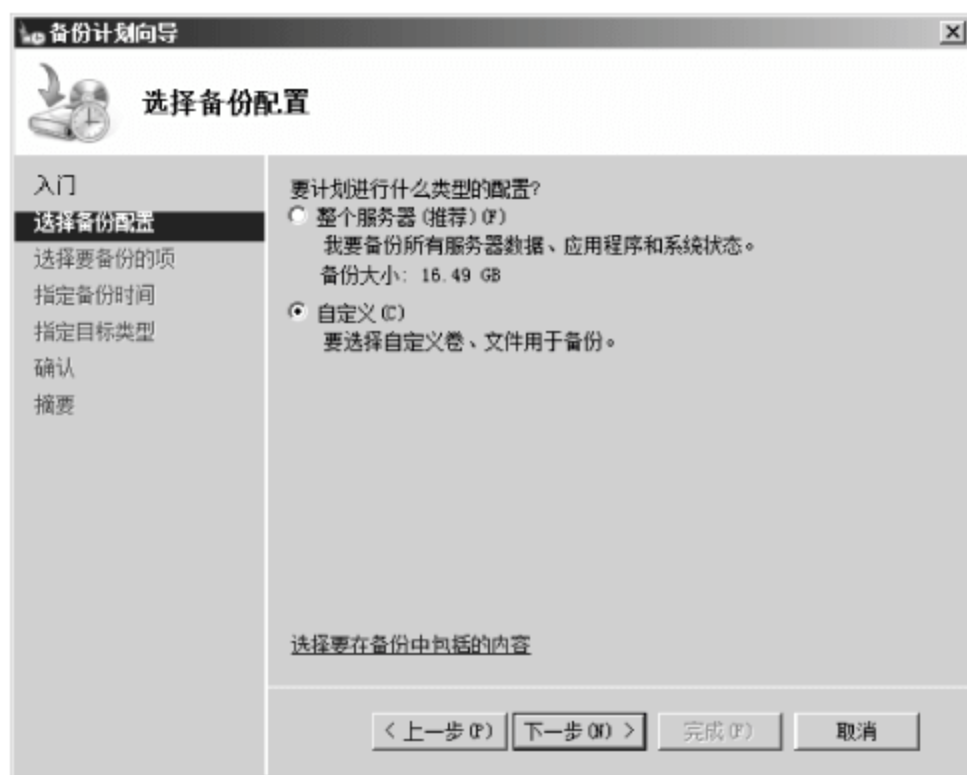 备份计划向导
选择备份配置
入门
选择备份配置
选择要备份的项
指定备份时间
指定目标类型
确认
摘要
要计划进行什么类型的配置?
整个服务器(推荐)(F)
我要备份所有服务器数据、应用程序和系统状态。
备份大小: 16.49 GB
自定义(C)
要选择自定义卷、文件用于备份。
选择要在备份中包括的内容
< 上一步(P)
下一步(N) >
完成(F)
取消